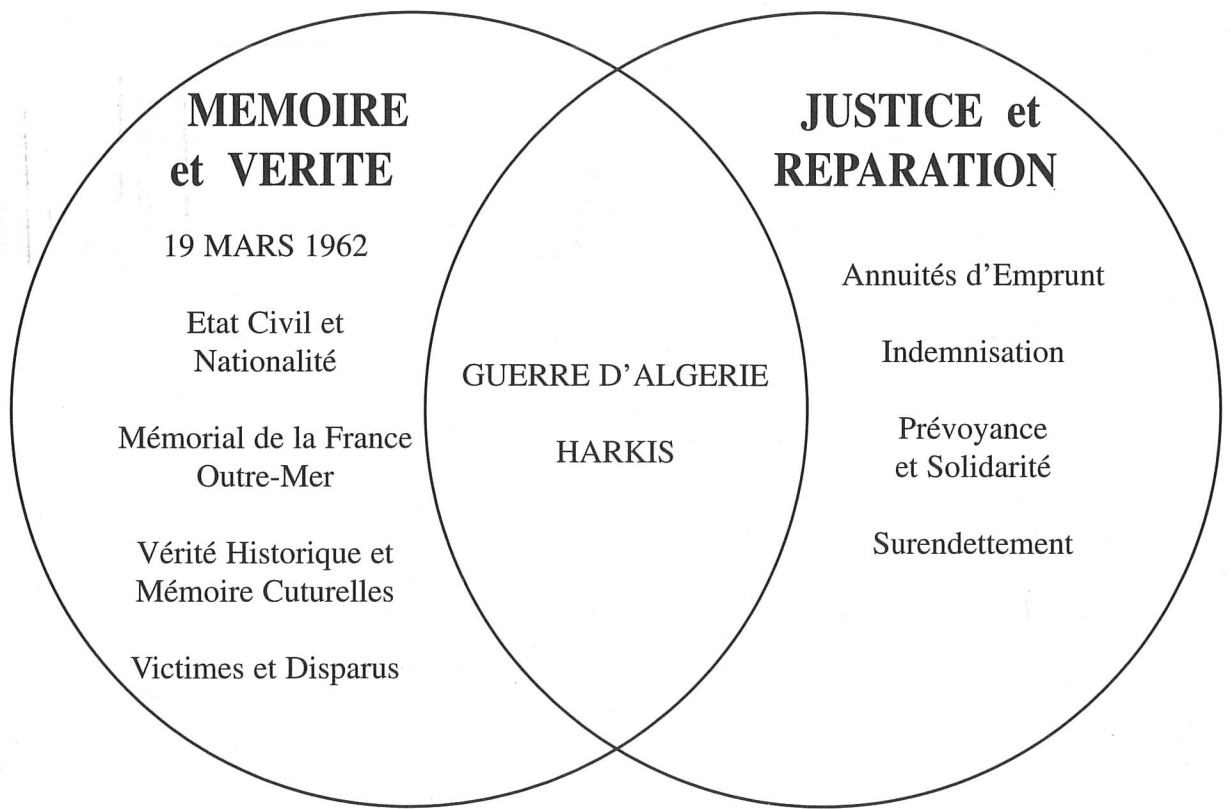 MEMOIRE
et VERITE
19 MARS 1962
Etat Civil et
Nationalité
Mémorial de la France
Outre-Mer
Vérité Historique et
Mémoire Cuturelles
Victimes et Disparus
GUERRE D'ALGERIE
HARKIS
JUSTICE et
REPARATION
Annuités d'Emprunt
Indemnisation
Prévoyance
et Solidarité
Surendettement